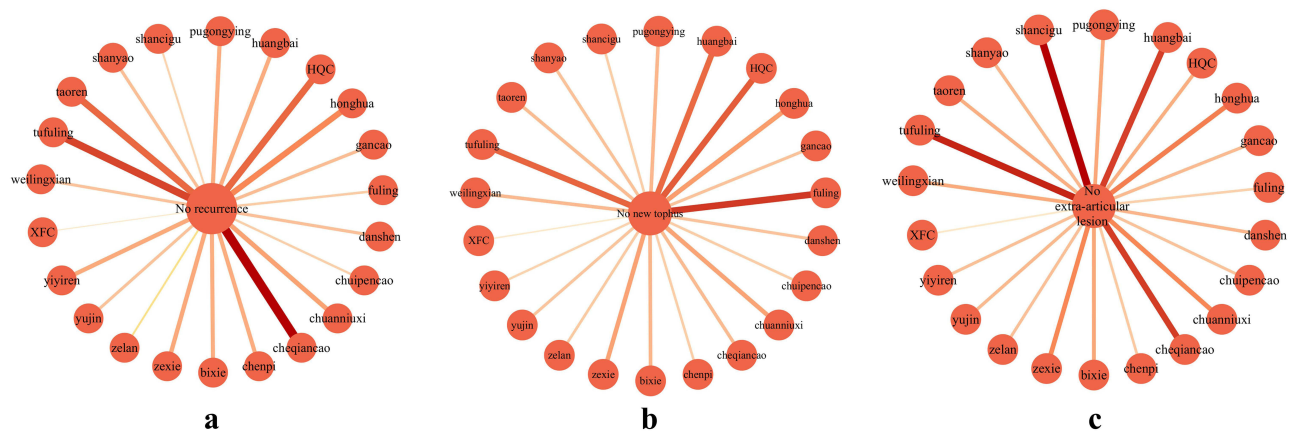 pugongying
shancigu
huangbai
shanyao
HQC
taoren
honghua
tufuling
gancao
weilingxian
fuling
No recurrence
XFC
danshen
yiyiren
chuipencao
yujin
chuanniuxi
zelan
cheqiancao
zexie
bixie
chenpi
a
pugongying
shancigu
huangbai
shanyao
HQC
taoren
honghua
tufuling
gancao
weilingxian
fuling
No new tophus
XFC
danshen
yiyiren
chuipencao
yujin
chuanniuxi
zelan
cheqiancao
zexie
bixie
chenpi
b
pugongying
shancigu
huangbai
shanyao
HQC
taoren
honghua
tufuling
gancao
weilingxian
fuling
No
extra-articular
lesion
XFC
danshen
yiyiren
chuipencao
yujin
chuanniuxi
zelan
cheqiancao
zexie
bixie
chenpi
c